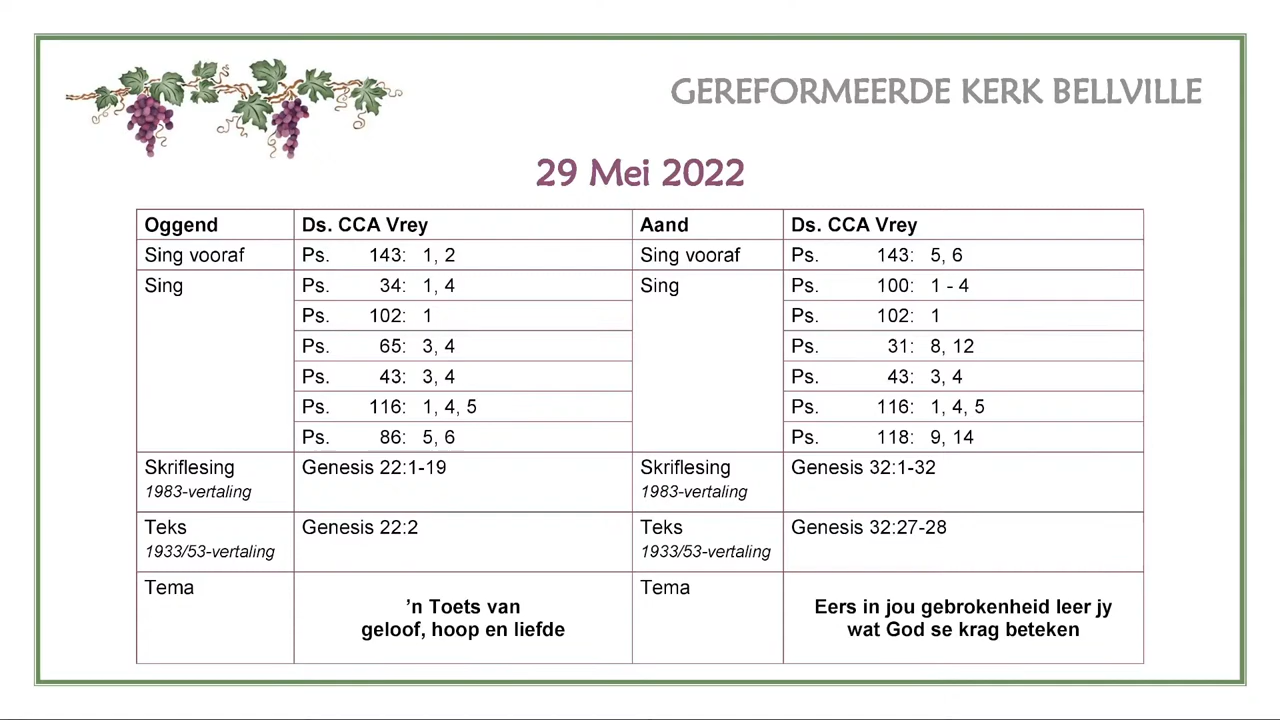 GEREFORMEERDE KERK BELLVILLE
29 Mei 2022
Oggend Ds. CCA Vrey Aand Ds. CCA Vrey
Sing vooraf Ps. 143: 1, 2 Sing vooraf Ps. 143: 5, 6
Sing Ps. 34: 1, 4 Sing Ps. 100: 1 - 4
Ps. 102: 1 Ps. 102: 1
Ps. 65: 3, 4 Ps. 31: 8, 12
Ps. 43: 3, 4 Ps. 43: 3, 4
Ps. 116: 1, 4, 5 Ps. 116: 1, 4, 5
Ps. 86: 5, 6 Ps. 118: 9, 14
Skriflesing Genesis 22:1-19 Skriflesing Genesis 32:1-32
1983-vertaling 1983-vertaling
Teks Genesis 22:2 Teks Genesis 32:27-28
1933/53-vertaling 1933/53-vertaling
Tema Tema
’n Toets van Eers in jou gebrokenheid leer jy
geloof, hoop en liefde wat God se krag beteken